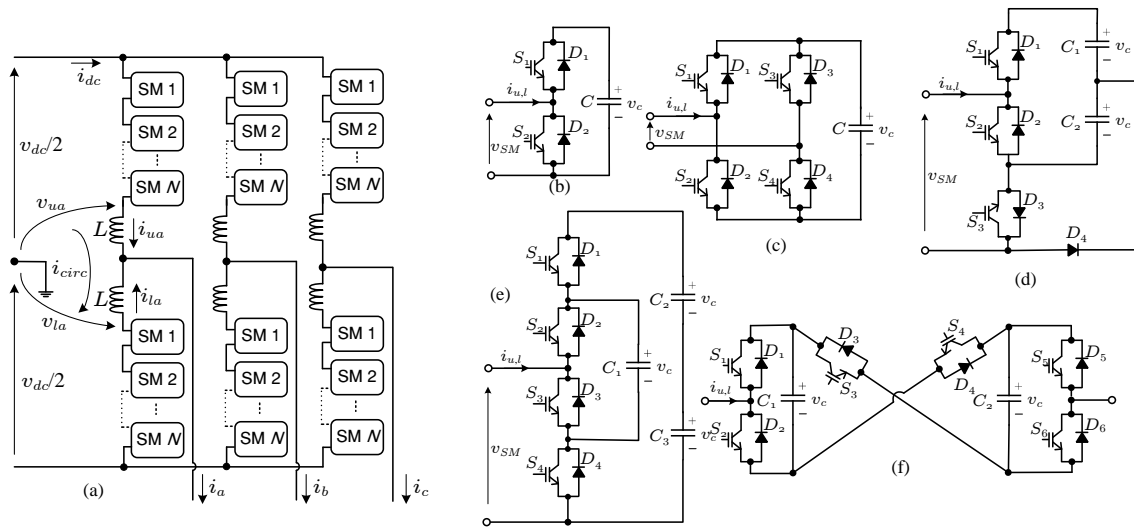 i_dc
v_dc/2
v_ua
L
i_ua
i_circ
L
i_la
v_la
v_dc/2
SM 1
SM 2
SM N
SM 1
SM 2
SM N
SM 1
SM 2
SM N
SM 1
SM 2
SM N
SM 1
SM 2
SM N
SM 1
SM 2
SM N
i_a
i_b
i_c
(a)
S_1
D_1
i_{u,l}
S_2
D_2
v_SM
C
+
v_c
−
(b)
S_1
D_1
S_3
D_3
i_{u,l}
v_SM
S_2
D_2
S_4
D_4
C
+
v_c
−
(c)
S_1
D_1
i_{u,l}
S_2
D_2
v_SM
S_3
D_3
D_4
C_1
+
v_c
−
C_2
+
v_c
−
(d)
(e)
S_1
D_1
S_2
D_2
i_{u,l}
S_3
D_3
v_SM
S_4
D_4
C_1
+
v_c
−
C_2
+
v_c
−
C_3
+
v_c
−
S_1
D_1
i_{u,l}
S_2
D_2
C_1
+
v_c
−
D_3
S_3
S_4
D_4
C_2
+
v_c
−
S_5
D_5
S_6
D_6
(f)